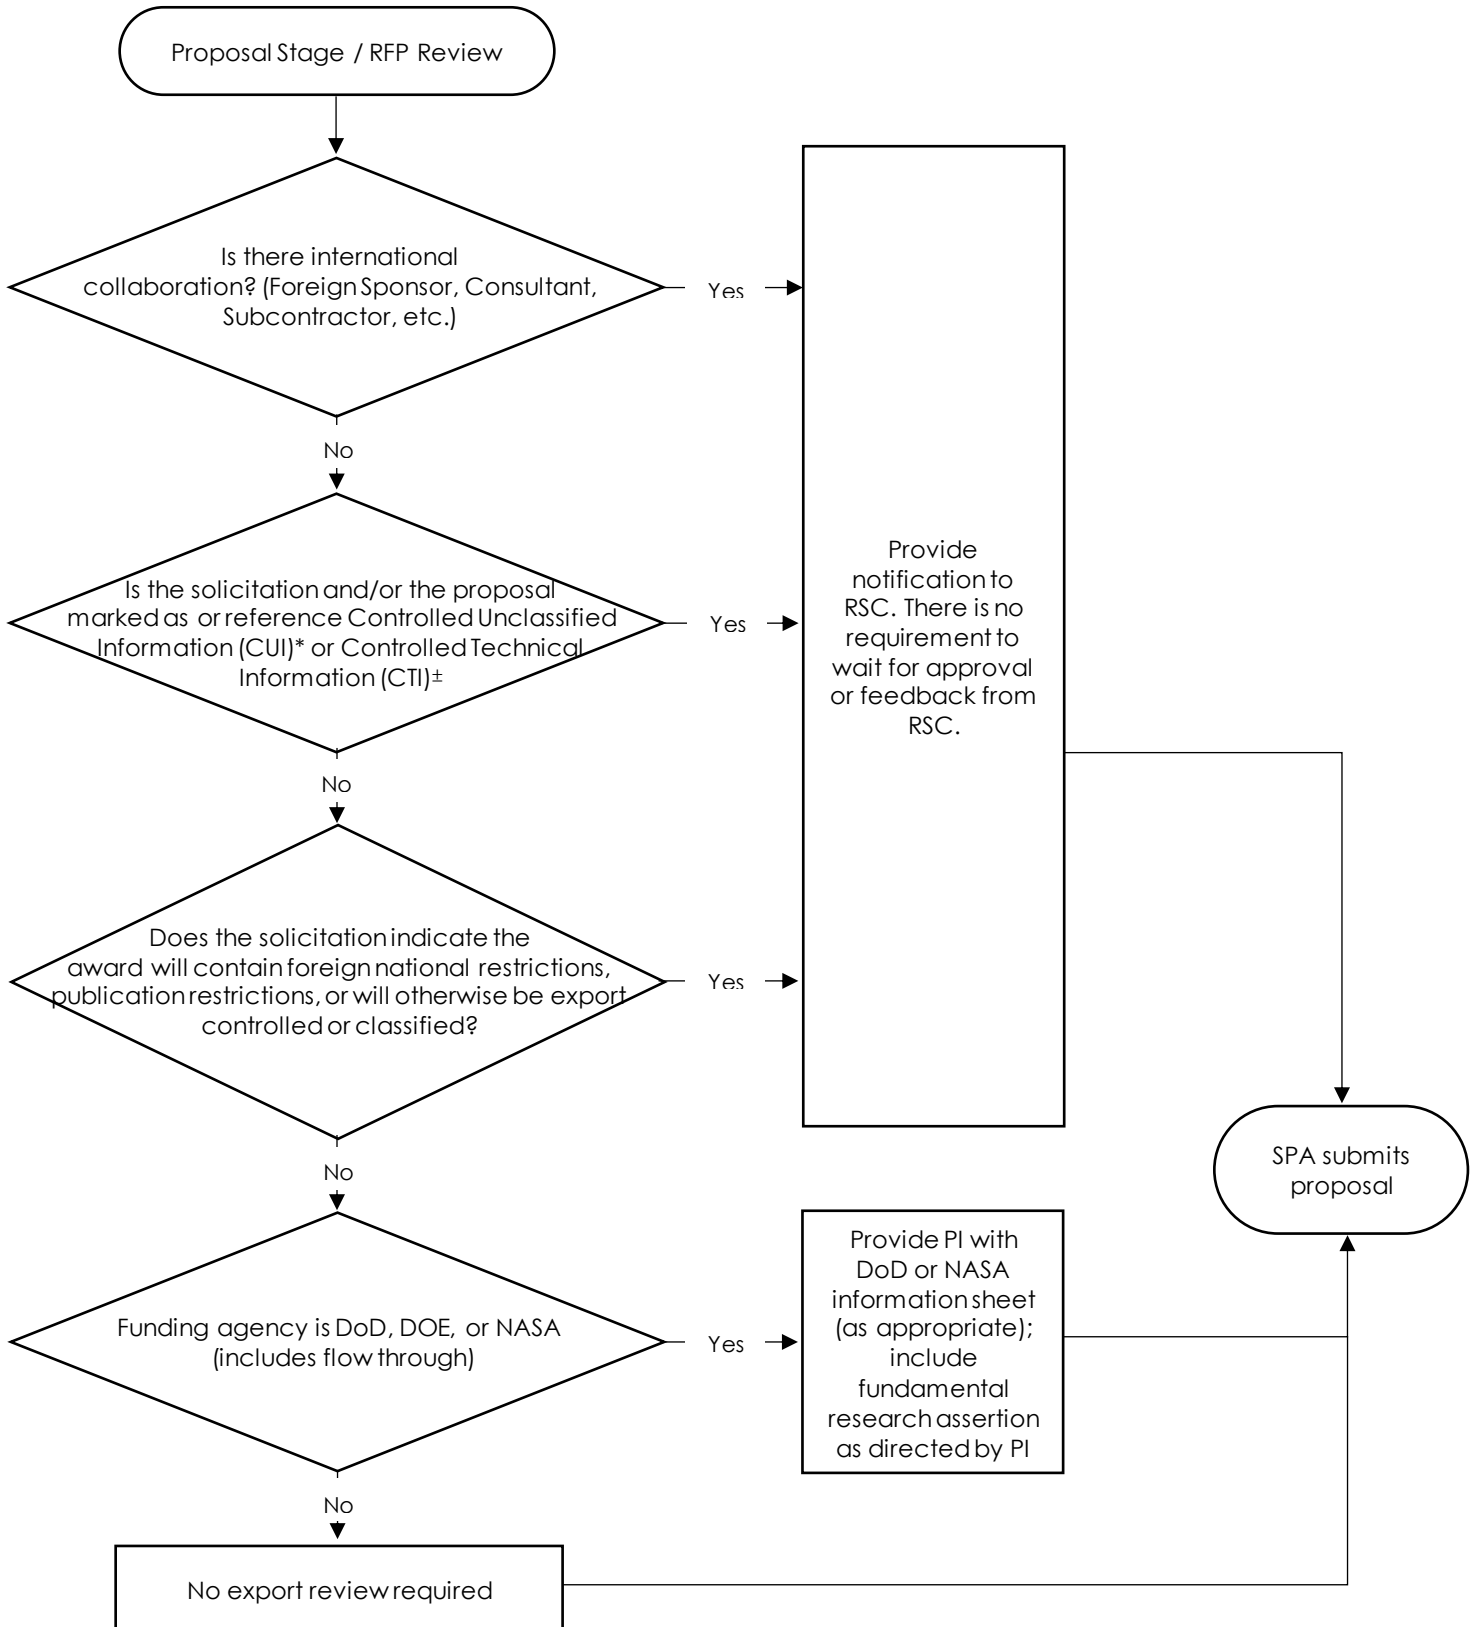 Proposal Stage / RFP Review
Is there international
collaboration? (Foreign Sponsor, Consultant,
Subcontractor, etc.)
Yes
No
Is the solicitation and/or the proposal
marked as or reference Controlled Unclassified
Information (CUI)* or Controlled Technical
Information (CTI)±
Yes
No
Provide
notification to
RSC. There is no
requirement to
wait for approval
or feedback from
RSC.
Does the solicitation indicate the
award will contain foreign national restrictions,
publication restrictions, or will otherwise be export
controlled or classified?
Yes
No
SPA submits
proposal
Funding agency is DoD, DOE, or NASA
(includes flow through)
Yes
No
Provide PI with
DoD or NASA
information sheet
(as appropriate);
include
fundamental
research assertion
as directed by PI
No export review required